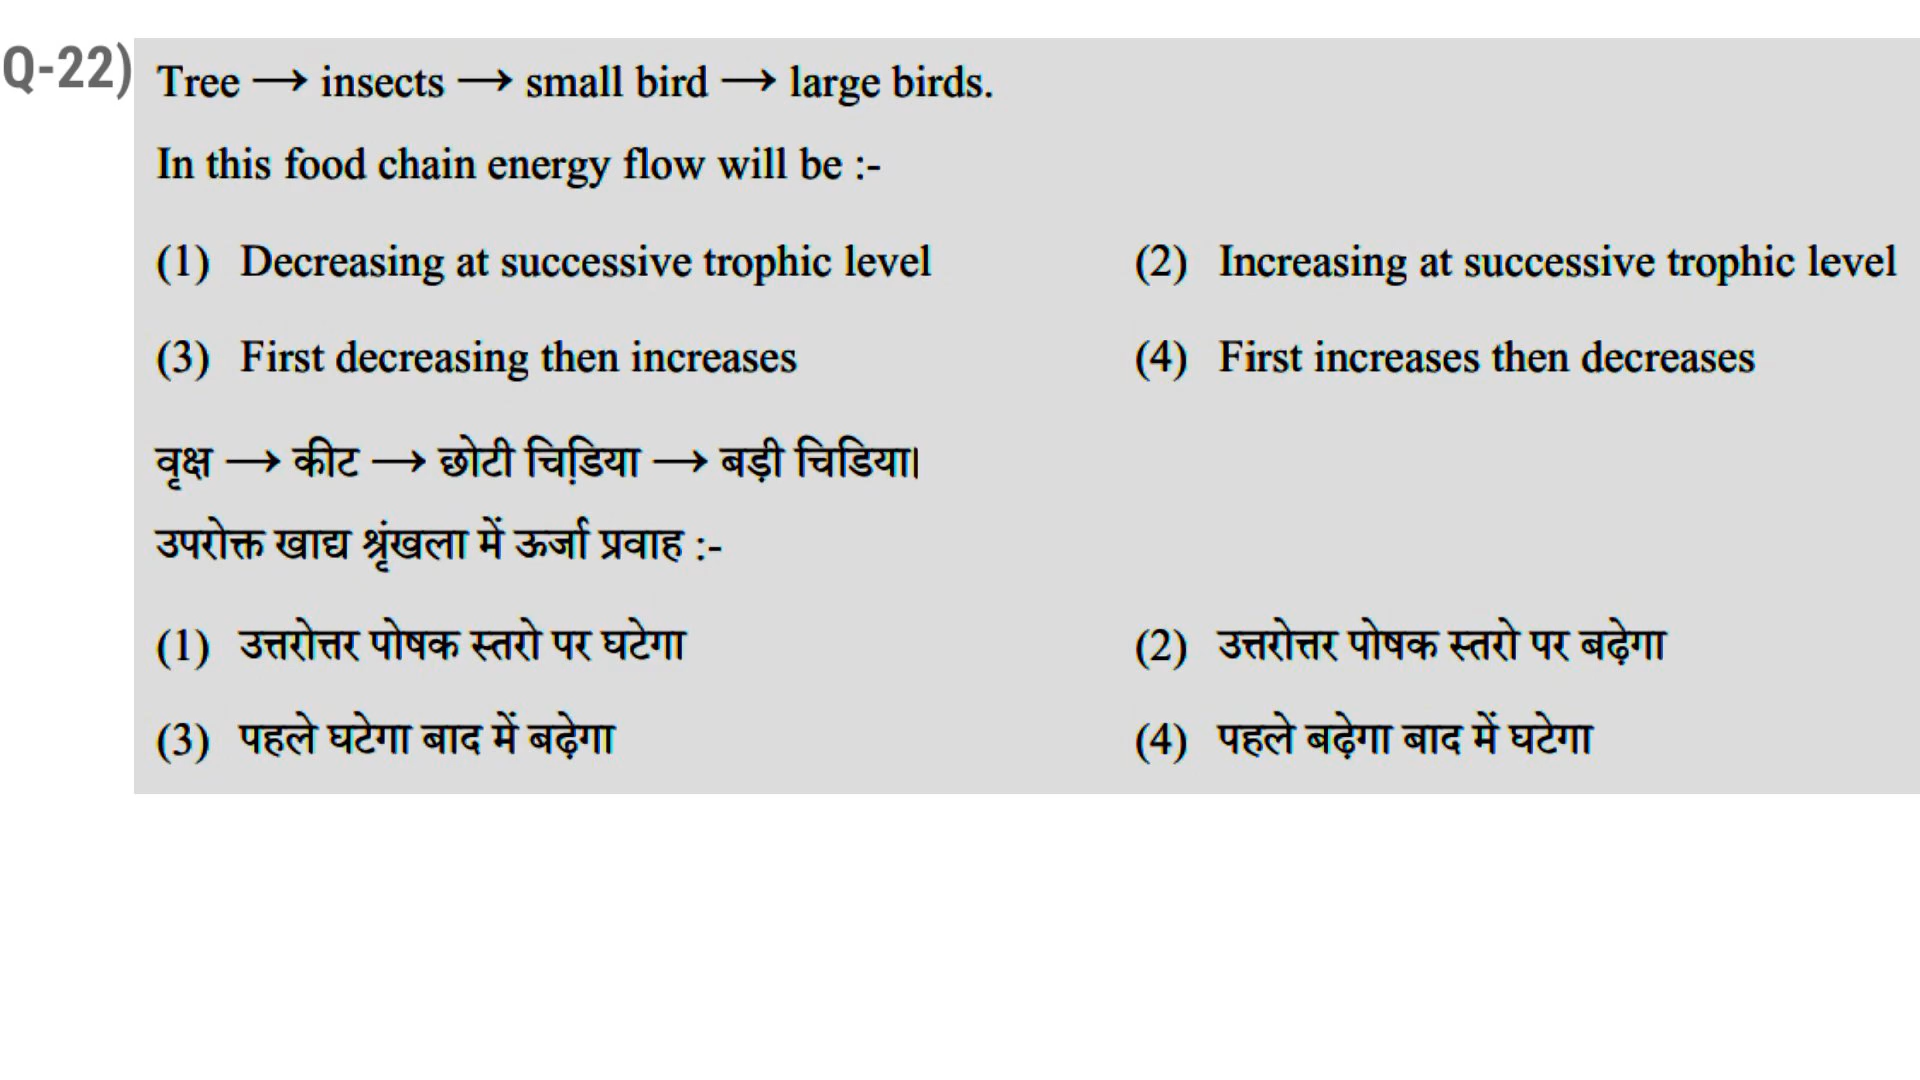 Q-22) Tree → insects → small bird → large birds.
In this food chain energy flow will be :-
(1) Decreasing at successive trophic level (2) Increasing at successive trophic level
(3) First decreasing then increases (4) First increases then decreases
वृक्ष → कीट → छोटी चिड़िया → बड़ी चिडिया।
उपरोक्त खाद्य श्रृंखला में ऊर्जा प्रवाह :-
(1) उत्तरोत्तर पोषक स्तरो पर घटेगा (2) उत्तरोत्तर पोषक स्तरो पर बढ़ेगा
(3) पहले घटेगा बाद में बढ़ेगा (4) पहले बढ़ेगा बाद में घटेगा